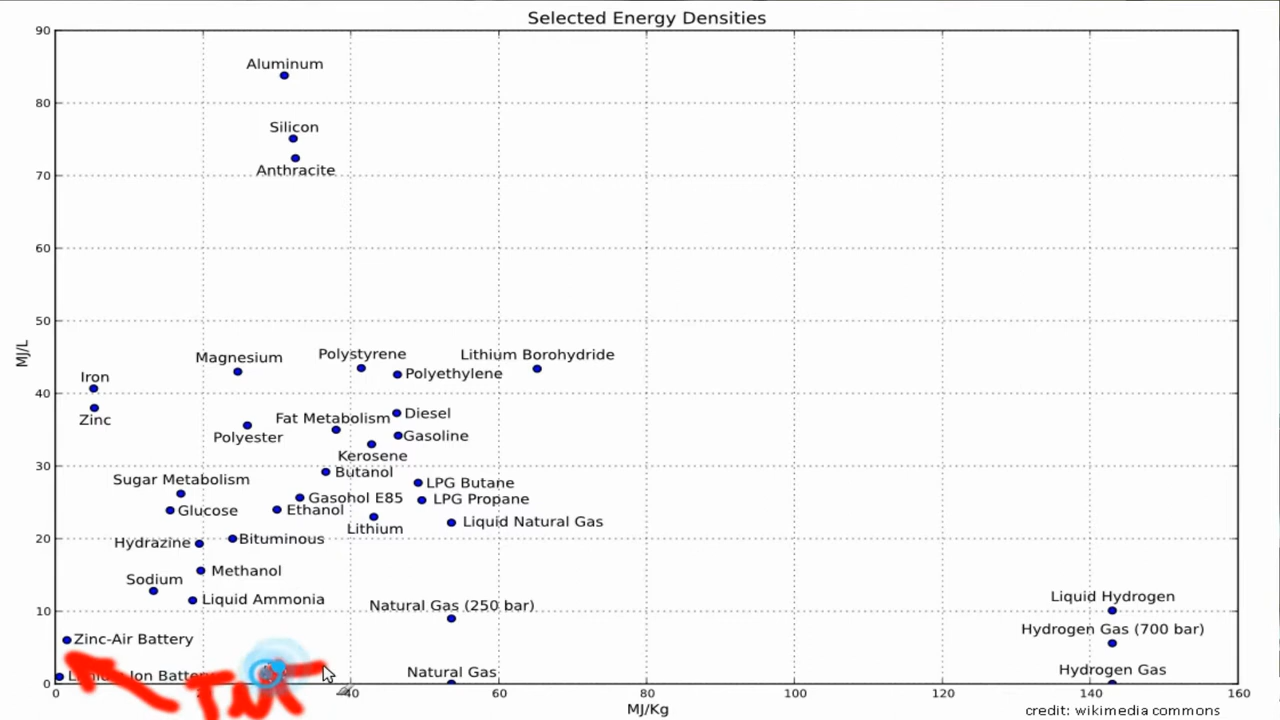 Selected Energy Densities
90
Aluminum
80
Silicon
Anthracite
70
60
50
MJ/L
Magnesium
Polystyrene
Lithium Borohydride
Polyethylene
Iron
40
Zinc
Fat Metabolism
Diesel
Polyester
Gasoline
Kerosene
30
Butanol
Sugar Metabolism
LPG Butane
Gasohol E85
LPG Propane
Glucose
Ethanol
Lithium
Liquid Natural Gas
20
Hydrazine
Bituminous
Methanol
Sodium
Liquid Ammonia
Liquid Hydrogen
10
Natural Gas (250 bar)
Hydrogen Gas (700 bar)
Zinc-Air Battery
Natural Gas
Hydrogen Gas
Ion
0
0 40 60 80 100 120 140 160
MJ/Kg
credit: wikimedia commons